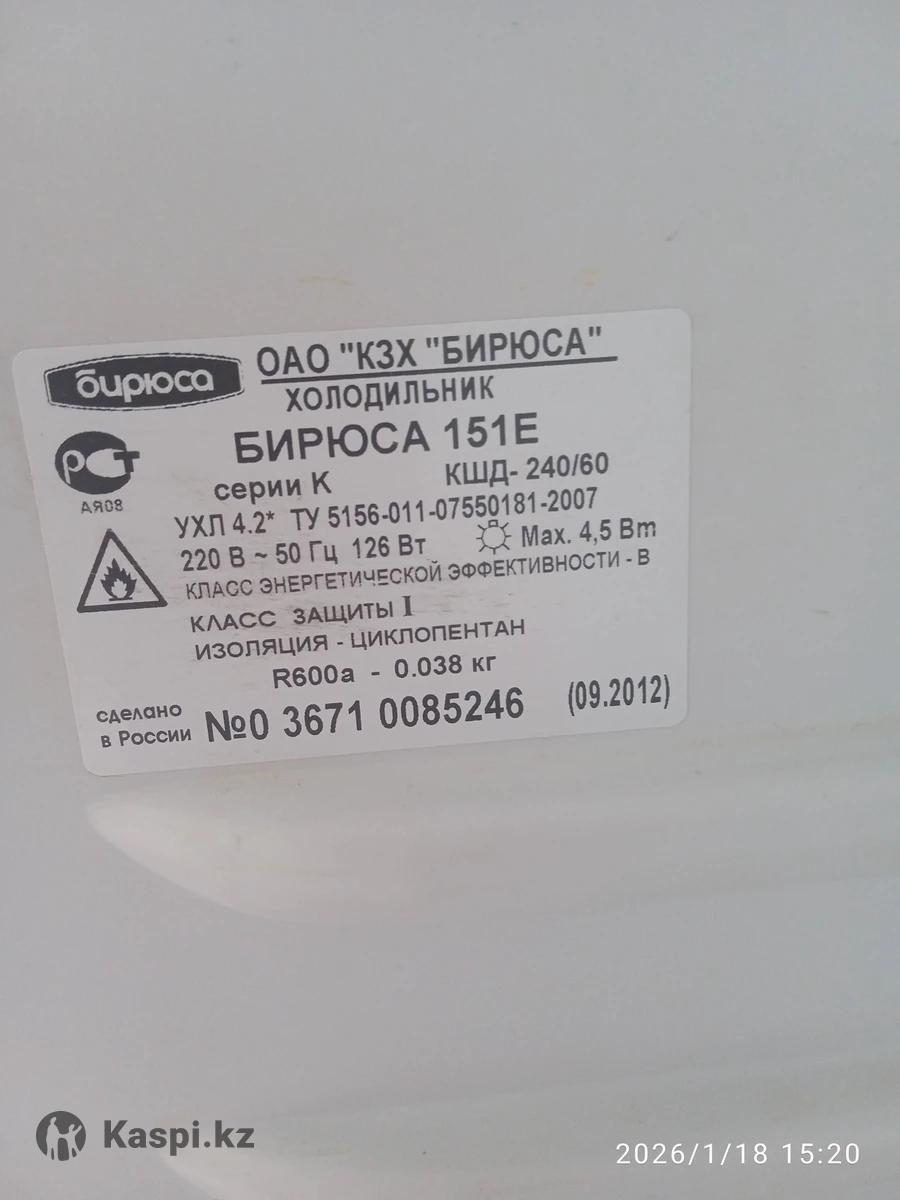 бирюса
ОАО "КЗХ "БИРЮСА"
ХОЛОДИЛЬНИК
БИРЮСА 151Е
серии К КШД- 240/60
РСТ
АЯ08
УХЛ 4.2* ТУ 5156-011-07550181-2007
220 В ~ 50 Гц 126 Вт Мах. 4,5 Вт
КЛАСС ЭНЕРГЕТИЧЕСКОЙ ЭФФЕКТИВНОСТИ - В
КЛАСС ЗАЩИТЫ I
ИЗОЛЯЦИЯ - ЦИКЛОПЕНТАН
R600a - 0.038 кг
сделано
в России
№0 3671 0085246 (09.2012)
Kaspi.kz
2026/1/18 15:20